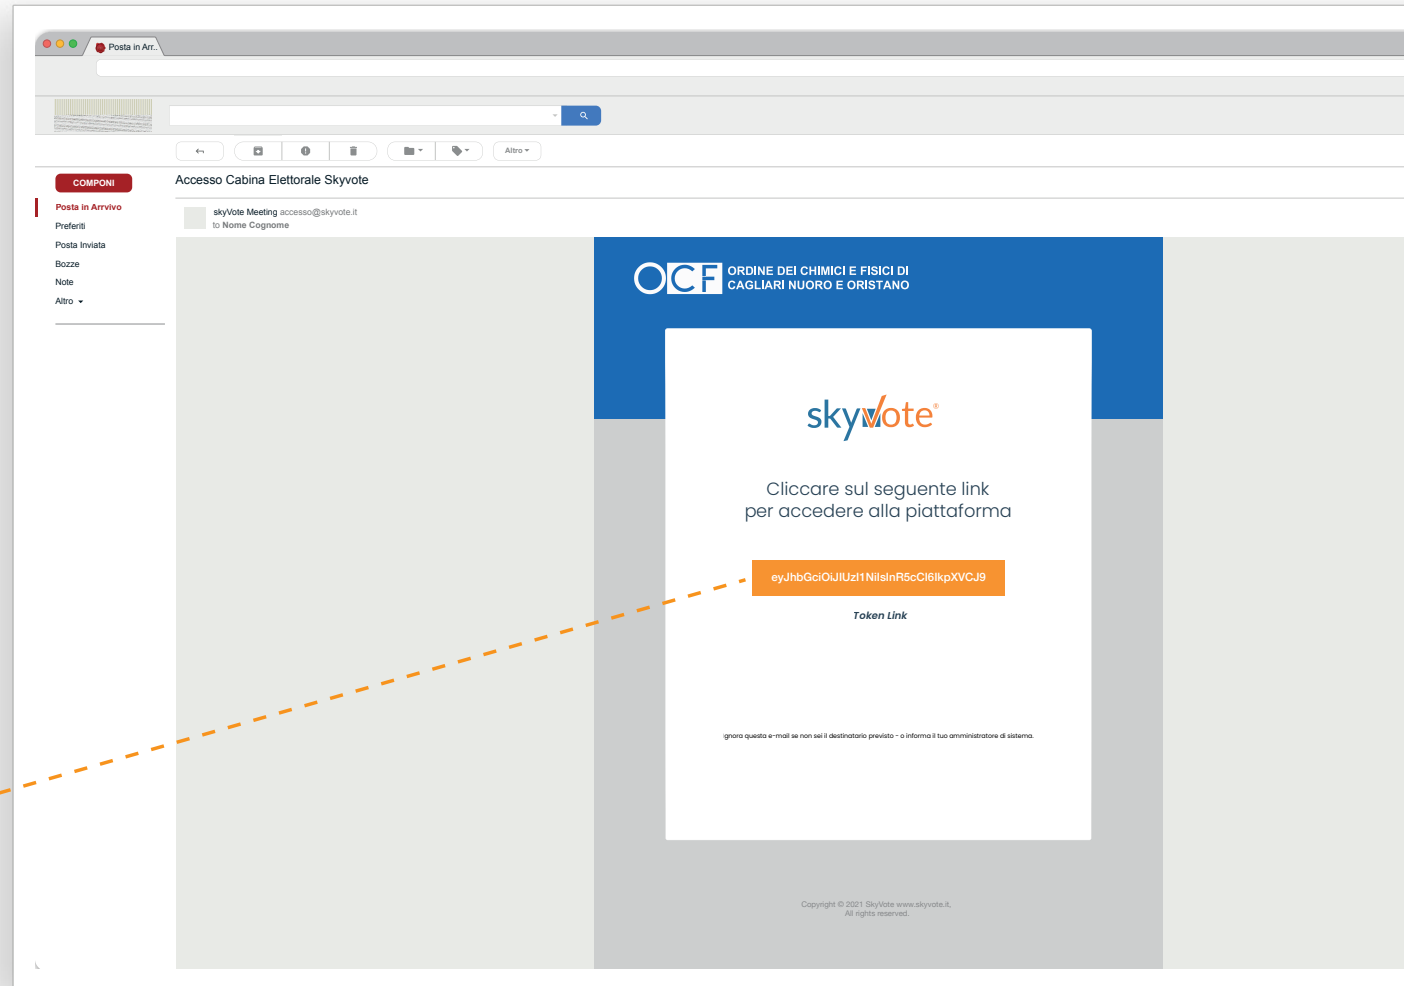 Posta in Arr..
Altro
COMPONI
Accesso Cabina Elettorale Skyvote
Posta in Arrvivo
Preferiti
Posta Inviata
Bozze
Note
Altro
skyVote Meeting accesso@skyvote.it
to Nome Cognome
OCF ORDINE DEI CHIMICI E FISICI DI
CAGLIARI NUORO E ORISTANO
skyvote®
Cliccare sul seguente link
per accedere alla piattaforma
eyJhbGciOiJIUzI1NiIsInR5cCI6IkpXVCJ9
Token Link
Ignora questa e-mail se non sei il destinatario previsto - o informa il tuo amministratore di sistema.
Copyright © 2021 SkyVote www.skyvote.it,
All rights reserved.